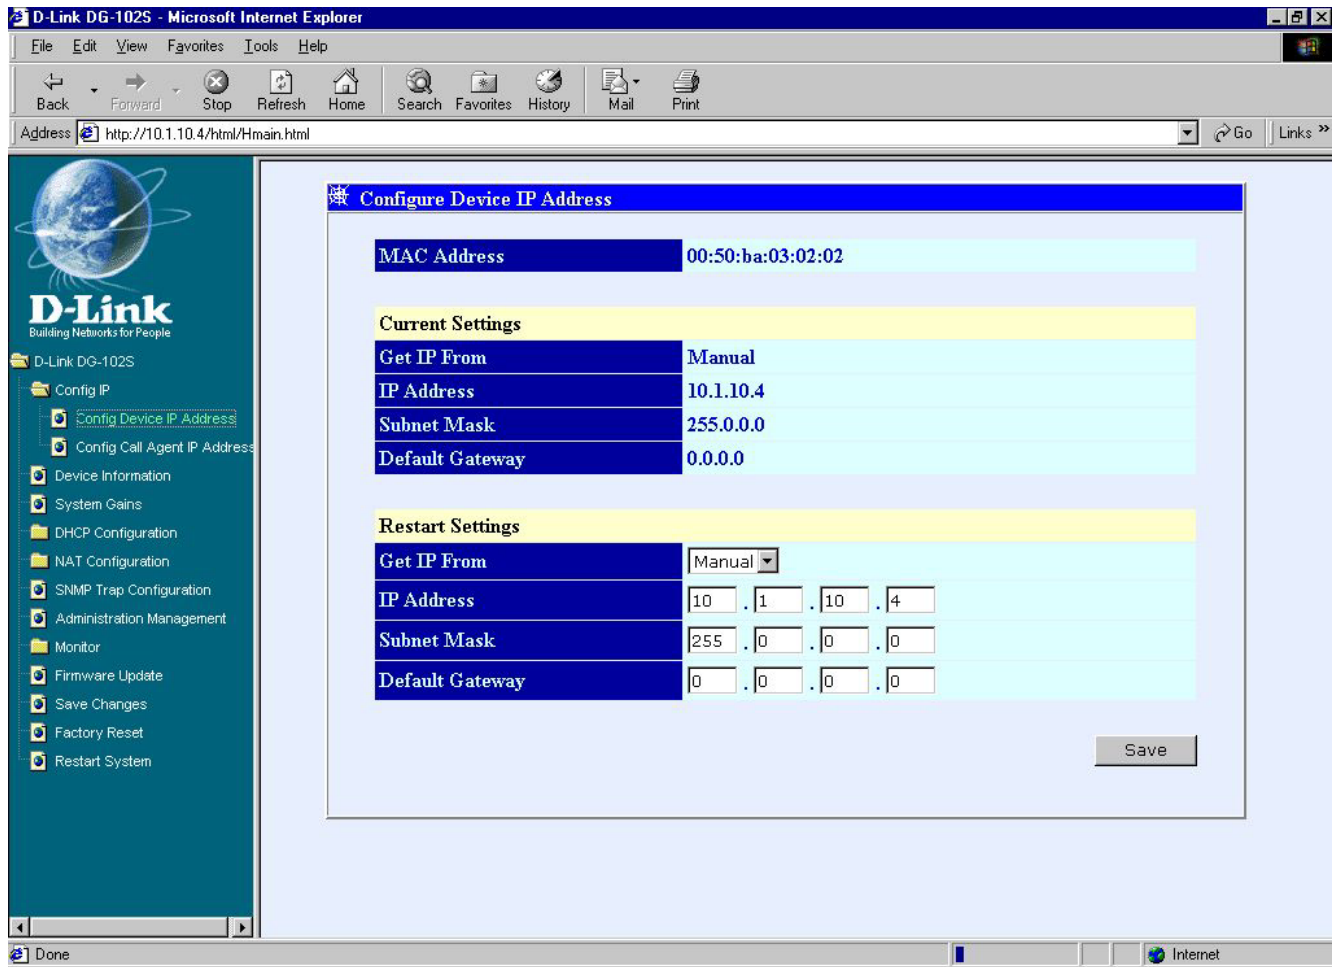 D-Link DG-102S - Microsoft Internet Explorer
File Edit View Favorites Tools Help
Back Forward Stop Refresh Home Search Favorites History Mail Print
Address http://10.1.10.4/html/Hmain.html Go Links »
D-Link
Building Networks for People
D-Link DG-102S
Config IP
Config Device IP Address
Config Call Agent IP Address
Device Information
System Gains
DHCP Configuration
NAT Configuration
SNMP Trap Configuration
Administration Management
Monitor
Firmware Update
Save Changes
Factory Reset
Restart System
Configure Device IP Address
MAC Address 00:50:ba:03:02:02
Current Settings
Get IP From Manual
IP Address 10.1.10.4
Subnet Mask 255.0.0.0
Default Gateway 0.0.0.0
Restart Settings
Get IP From Manual
IP Address 10 . 1 . 10 . 4
Subnet Mask 255 . 0 . 0 . 0
Default Gateway 0 . 0 . 0 . 0
Save
Done Internet